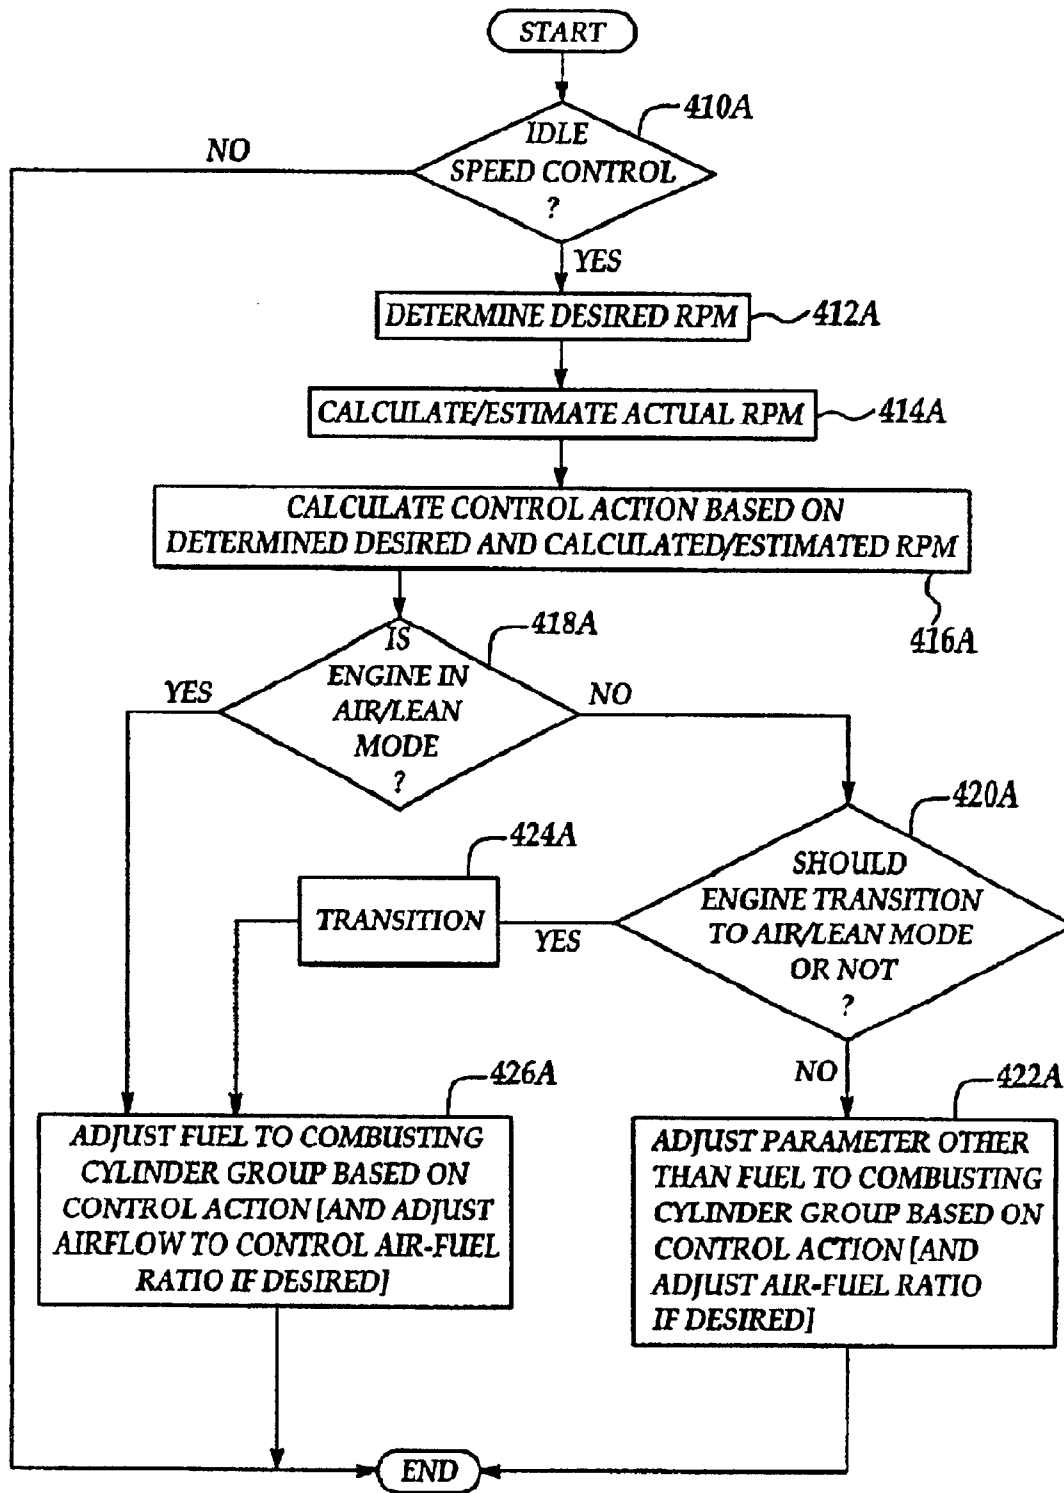 START
410A
IDLE
SPEED CONTROL
?
NO
YES
DETERMINE DESIRED RPM
412A
CALCULATE/ESTIMATE ACTUAL RPM
414A
CALCULATE CONTROL ACTION BASED ON
DETERMINED DESIRED AND CALCULATED/ESTIMATED RPM
416A
418A
IS
ENGINE IN
AIR/LEAN
MODE
?
YES
NO
420A
SHOULD
ENGINE TRANSITION
TO AIR/LEAN MODE
OR NOT
?
424A
TRANSITION
YES
NO
426A
ADJUST FUEL TO COMBUSTING
CYLINDER GROUP BASED ON
CONTROL ACTION [AND ADJUST
AIRFLOW TO CONTROL AIR-FUEL
RATIO IF DESIRED]
422A
ADJUST PARAMETER OTHER
THAN FUEL TO COMBUSTING
CYLINDER GROUP BASED ON
CONTROL ACTION [AND
ADJUST AIR-FUEL RATIO
IF DESIRED]
END